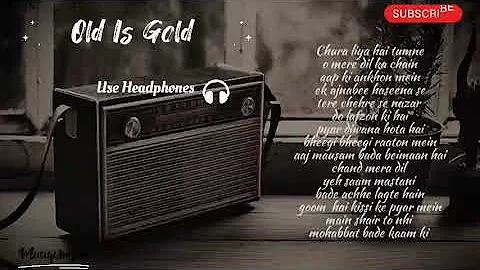 Old Is Gold
SUBSCRIBE
Use Headphones
Chura liya hai tumne
o mere dil ka chain
aap ki ankhon mein
ek ajnabee haseena se
tere chehre se nazar
do lafzon ki hai
pyar diwana hota hai
bheegi bheegi raaton mein
aaj mausam bada beimaan hai
chand mera dil
yeh saam mastani
bade achhe lagte hain
goom hai kissi ke pyar mein
main shair to nhi
mohabbat bade kaam ki